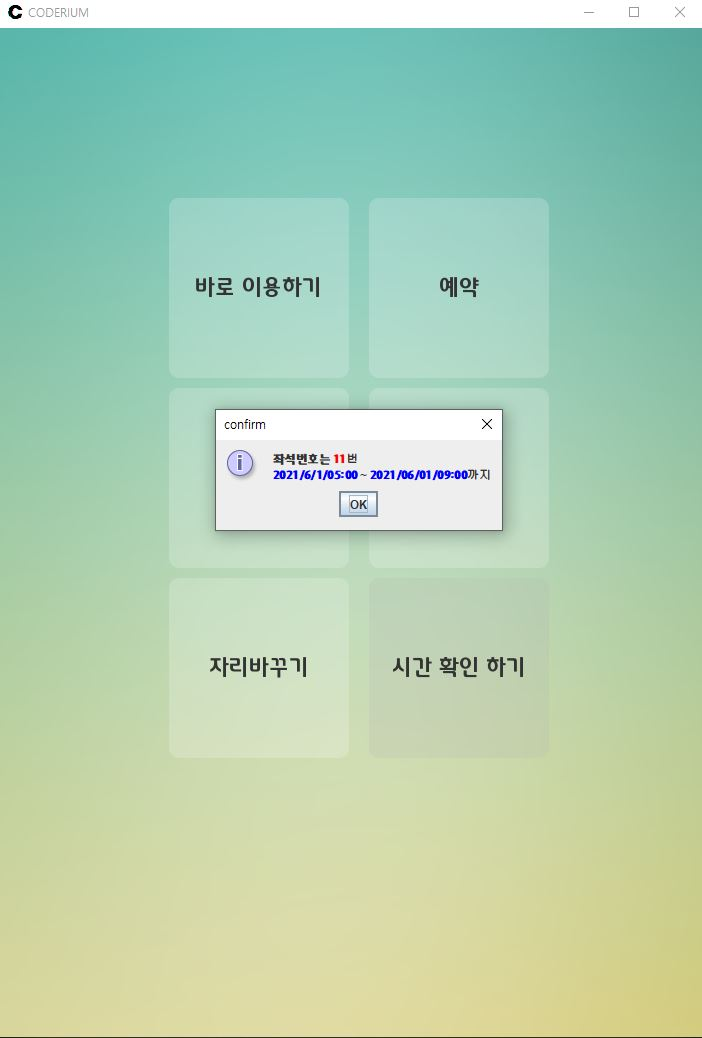 CODERIUM
바로 이용하기
예약
confirm
좌석번호는 11번
2021/6/1/05:00 ~ 2021/06/01/09:00까지
OK
자리바꾸기
시간 확인 하기